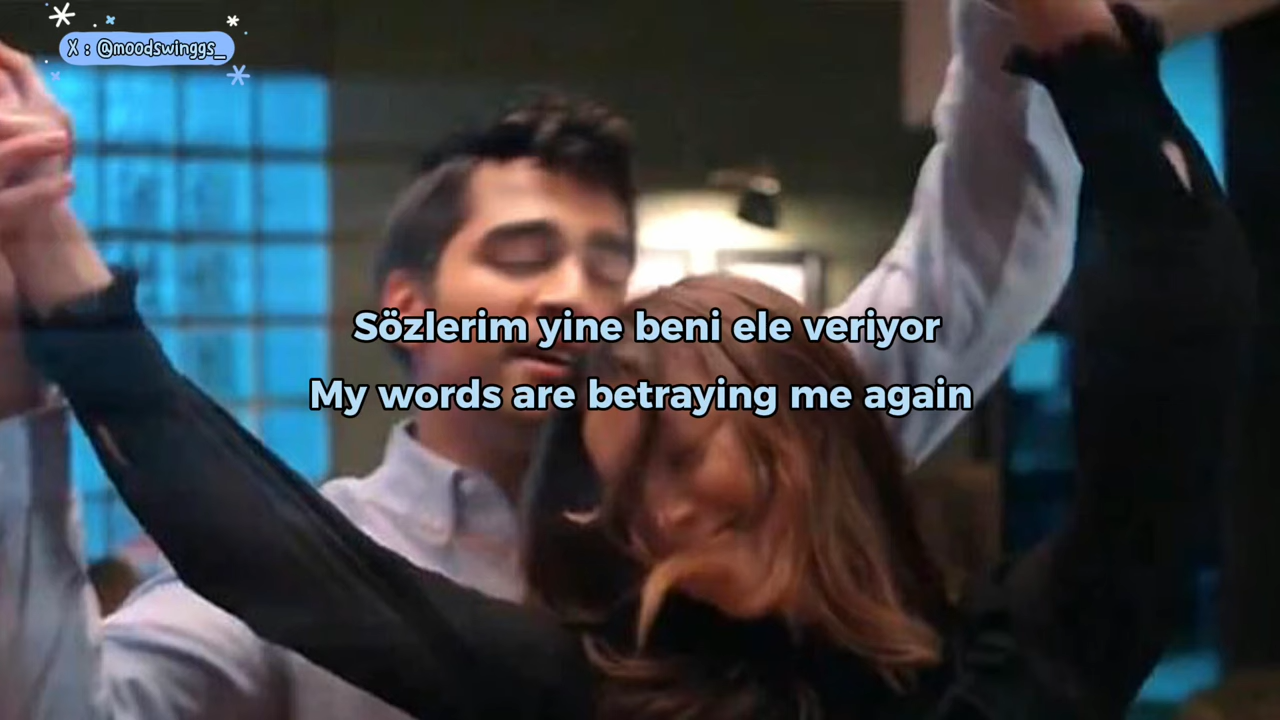 X : @moodswinggs_
Sözlerim yine beni ele veriyor
My words are betraying me again